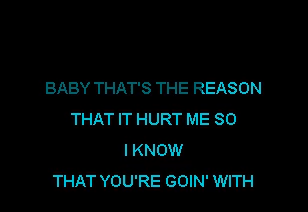 BABY THAT'S THE REASON
THAT IT HURT ME SO
I KNOW
THAT YOU'RE GOIN' WITH